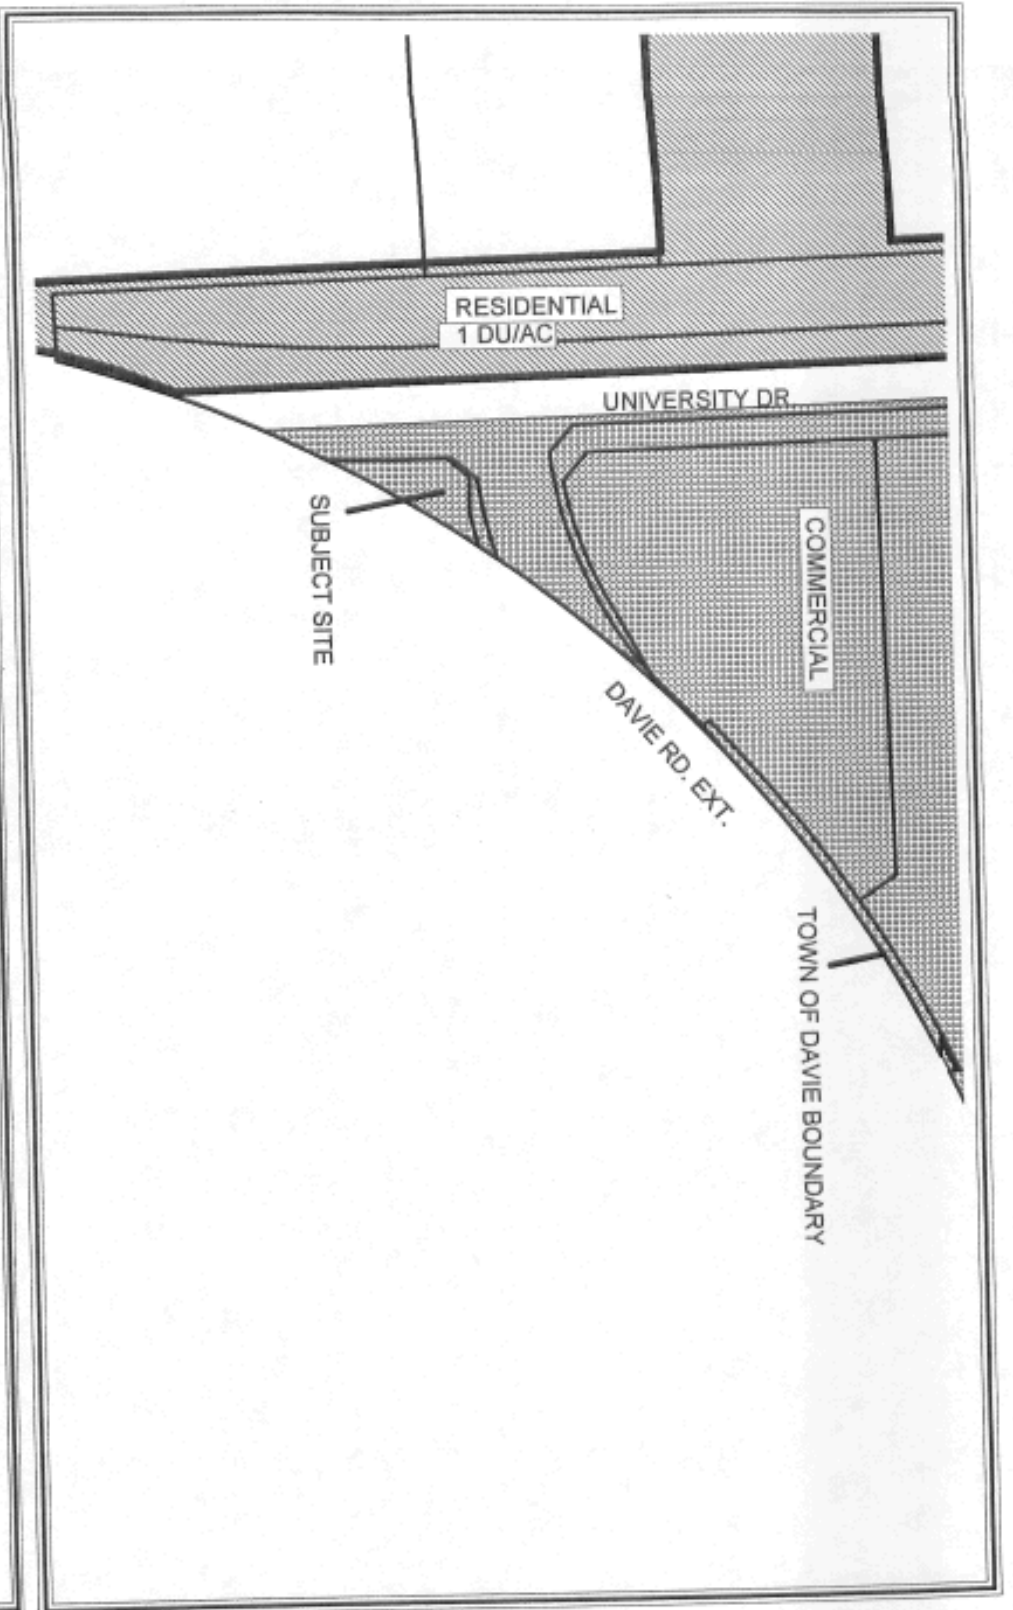 RESIDENTIAL
1 DU/AC
UNIVERSITY DR.
SUBJECT SITE
COMMERCIAL
DAVIE RD. EXT.
TOWN OF DAVIE BOUNDARY